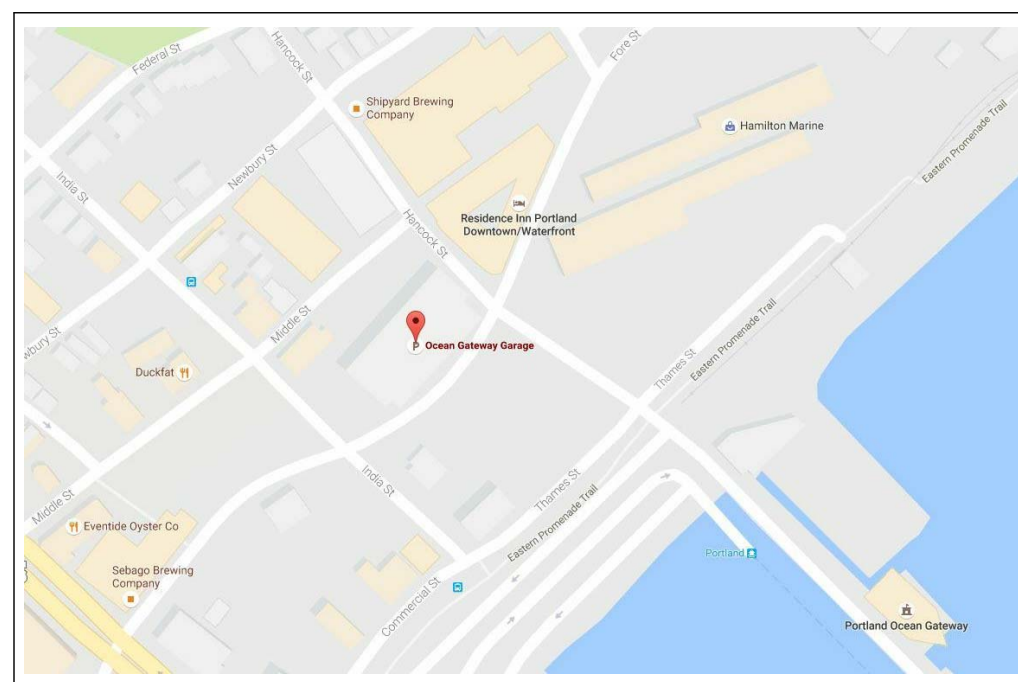 Federal St
Hancock St
Fore St
Shipyard Brewing
Company
Hamilton Marine
Eastern Promenade Trail
India St
Newbury St
Residence Inn Portland
Downtown/Waterfront
Hancock St
Middle St
Ocean Gateway Garage
P
wbury St
Duckfat
Thames St
Eastern Promenade Trail
India St
Middle St
Eventide Oyster Co
Thames St
Eastern Promenade Trail
Portland
Sebago Brewing
Company
Commercial St
Portland Ocean Gateway